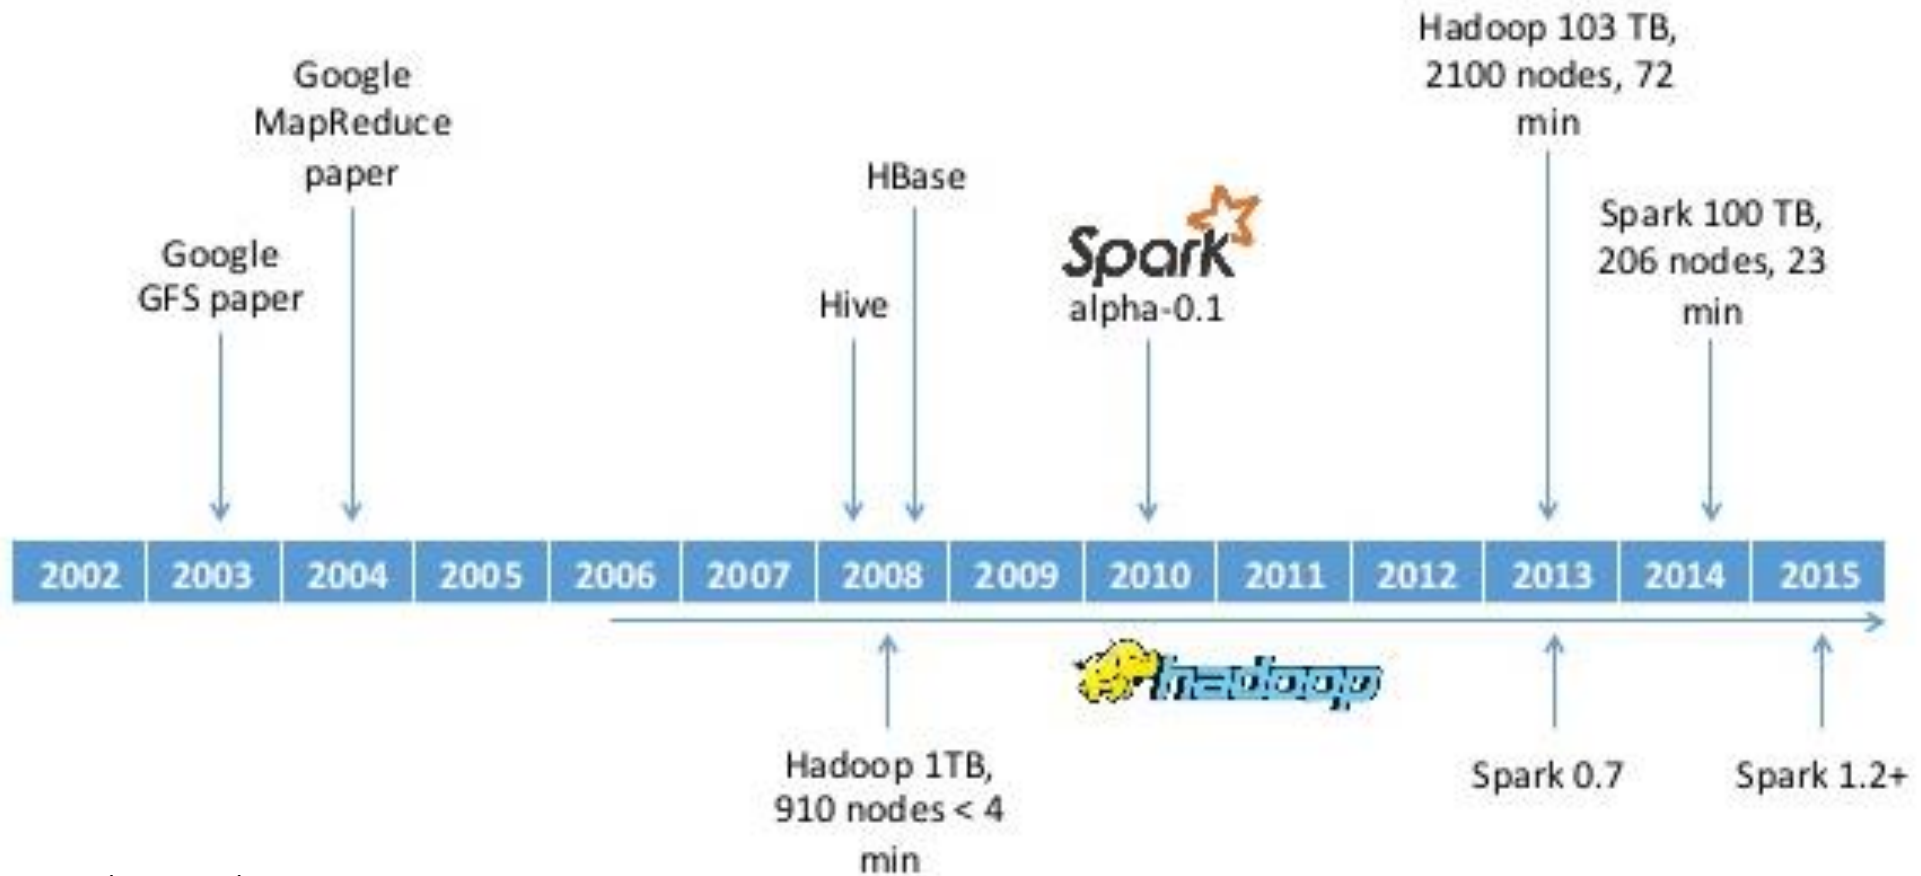 Hadoop 103 TB,
2100 nodes, 72
min
Google
MapReduce
paper
HBase
Spark
alpha-0.1
Spark 100 TB,
206 nodes, 23
min
Google
GFS paper
Hive
2002 2003 2004 2005 2006 2007 2008 2009 2010 2011 2012 2013 2014 2015
hadoop
Hadoop 1TB,
910 nodes < 4
min
Spark 0.7
Spark 1.2+